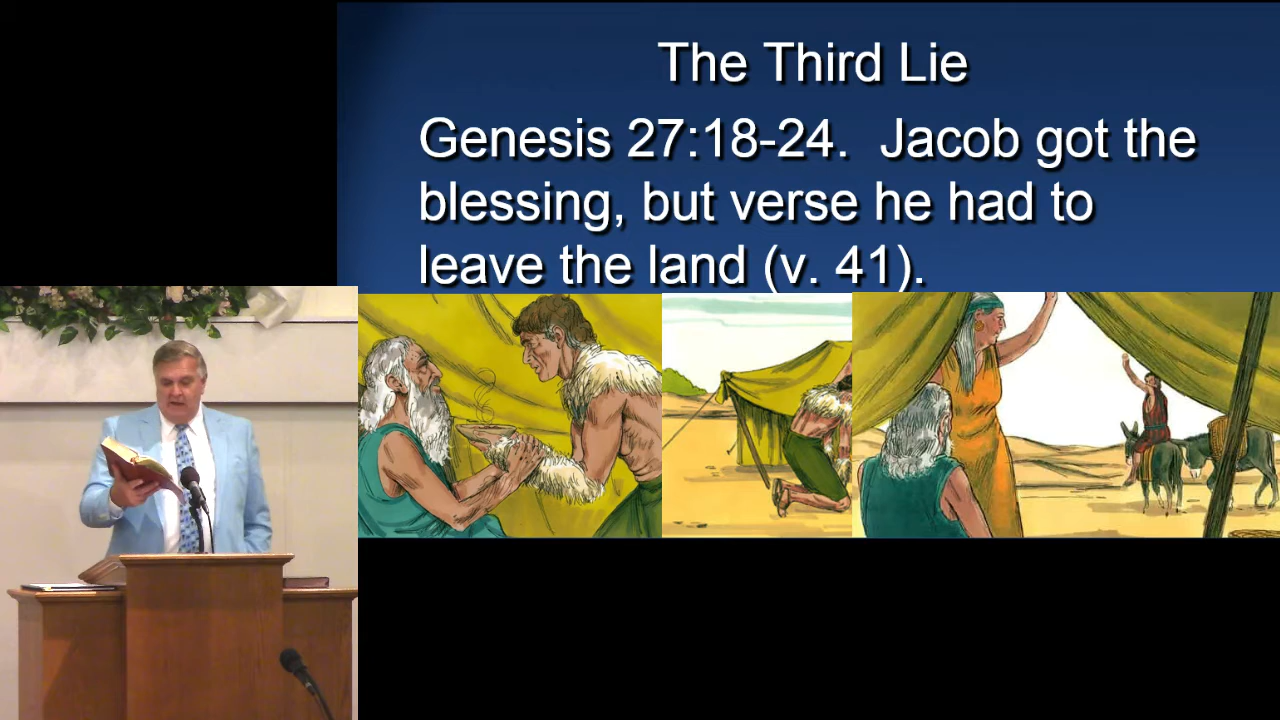 The Third Lie
Genesis 27:18-24.  Jacob got the
blessing, but verse he had to
leave the land (v. 41).